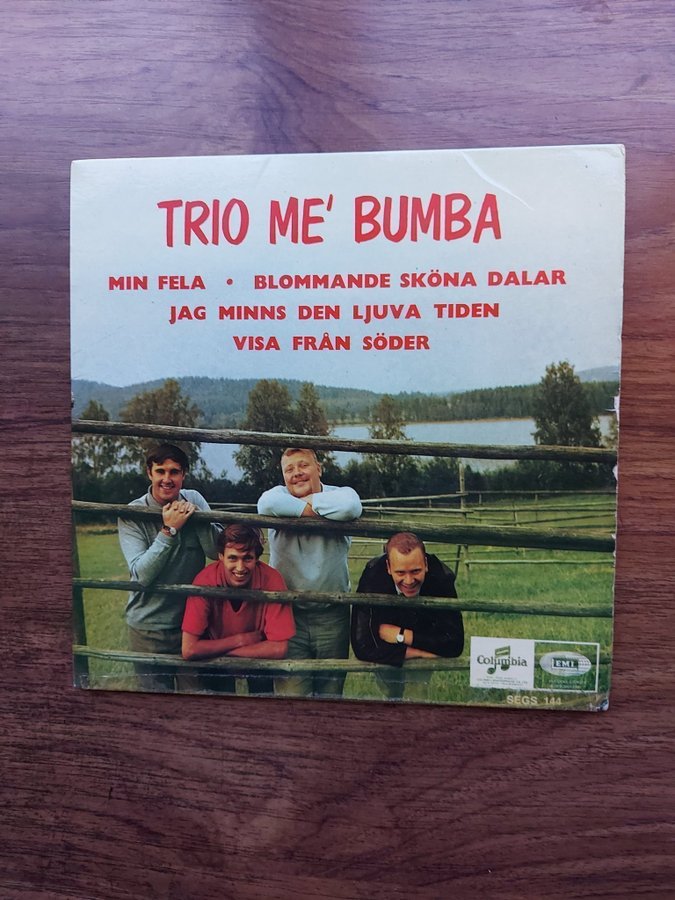 TRIO ME' BUMBA
MIN FELA • BLOMMANDE SKÖNA DALAR
JAG MINNS DEN LJUVA TIDEN
VISA FRÅN SÖDER
Columbia
EMI
SEGS 144